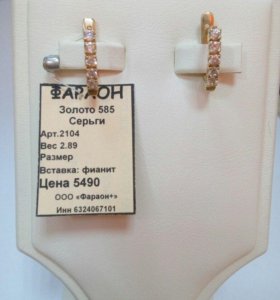 ФАРАОН
Золото 585
Серьги
Арт.2104
Вес 2.89
Размер
Вставка: фианит
Цена 5490
ООО «Фараон+»
Инн 6324067101